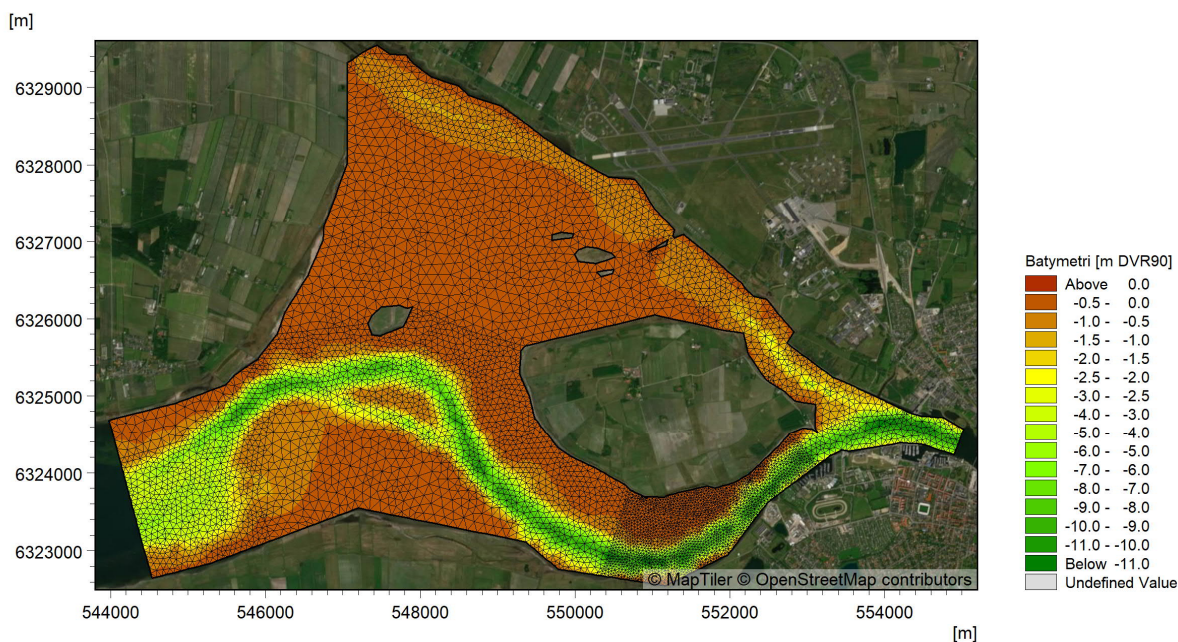 [m]
6329000
6328000
6327000
6326000
6325000
6324000
6323000
544000 546000 548000 550000 552000 554000
[m]
© MapTiler © OpenStreetMap contributors
Batymetri [m DVR90]
Above 0.0
-0.5 - 0.0
-1.0 - -0.5
-1.5 - -1.0
-2.0 - -1.5
-2.5 - -2.0
-3.0 - -2.5
-4.0 - -3.0
-5.0 - -4.0
-6.0 - -5.0
-7.0 - -6.0
-8.0 - -7.0
-9.0 - -8.0
-10.0 - -9.0
-11.0 - -10.0
Below -11.0
Undefined Value